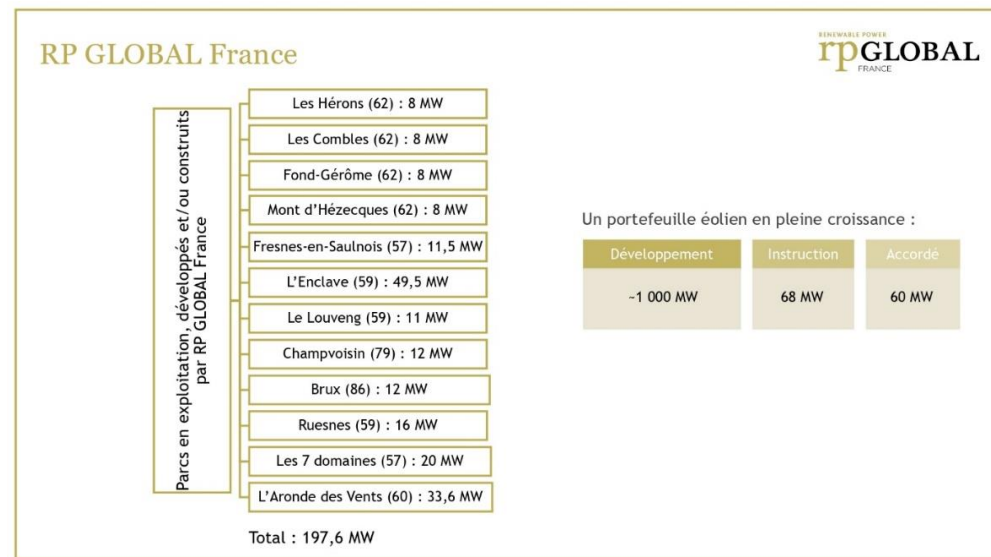 RP GLOBAL France
RENEWABLE POWER
rpGLOBAL
FRANCE
Parcs en exploitation, développés et/ou construits
par RP GLOBAL France
Les Hérons (62) : 8 MW
Les Combles (62) : 8 MW
Fond-Gérôme (62) : 8 MW
Mont d’Hézecques (62) : 8 MW
Fresnes-en-Saulnois (57) : 11,5 MW
L’Enclave (59) : 49,5 MW
Le Louveng (59) : 11 MW
Champvoisin (79) : 12 MW
Brux (86) : 12 MW
Ruesnes (59) : 16 MW
Les 7 domaines (57) : 20 MW
L’Aronde des Vents (60) : 33,6 MW
Total : 197,6 MW
Un portefeuille éolien en pleine croissance :
Développement Instruction Accordé
~1 000 MW 68 MW 60 MW